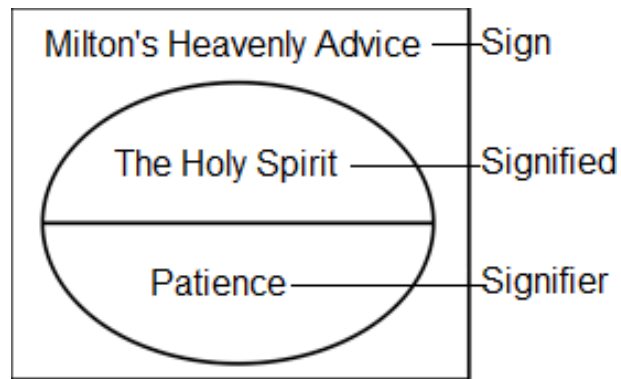 Milton's Heavenly Advice Sign
The Holy Spirit Signified
Patience Signifier